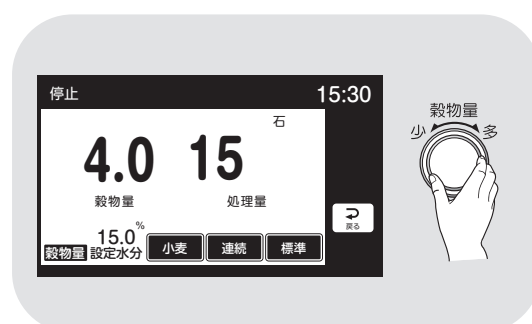 停止 15:30
石
4.0 15
穀物量 処理量
戻る
15.0%
穀物量 設定水分 小麦 連続 標準
穀物量
少 多